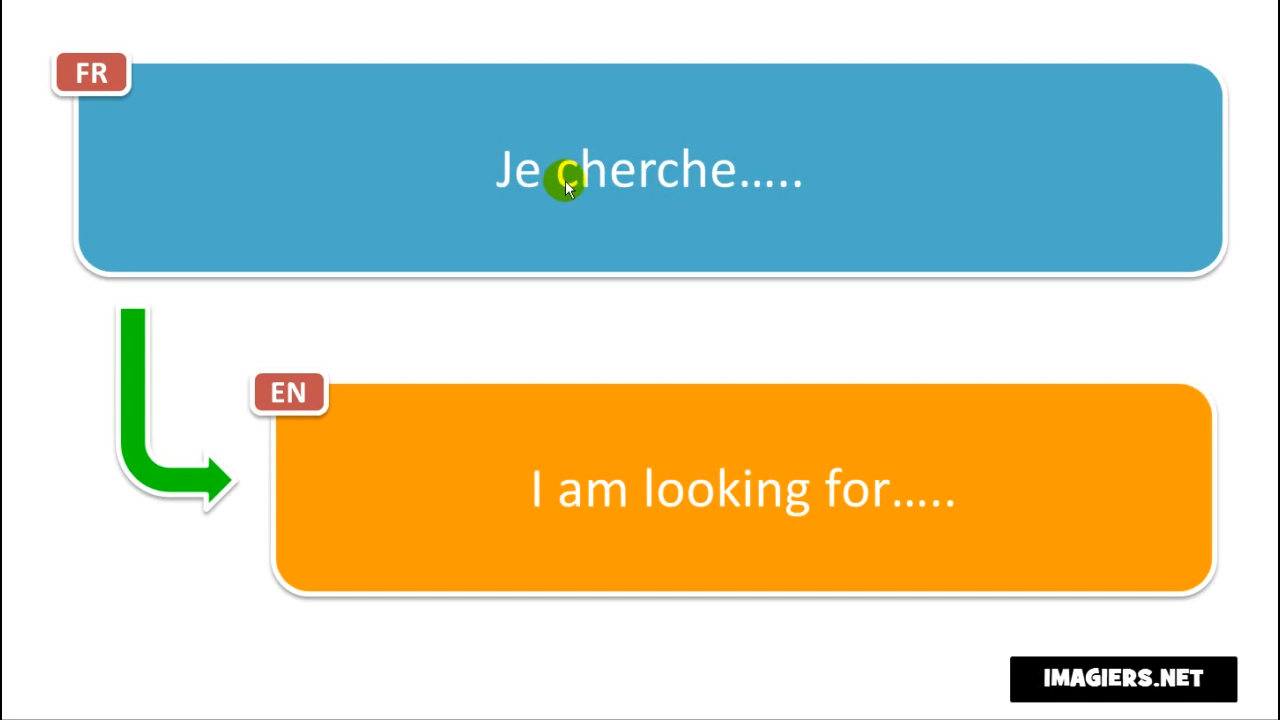 FR
Je cherche.....
EN
I am looking for.....
IMAGIERS.NET